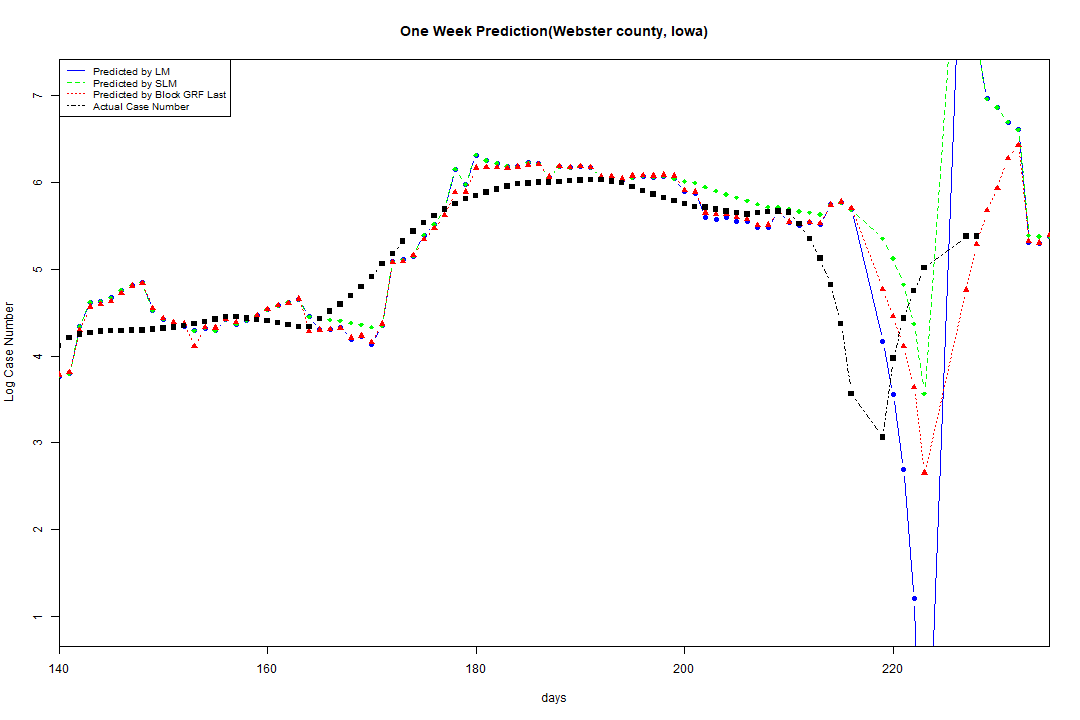 One Week Prediction(Webster county, Iowa)
Predicted by LM
Predicted by SLM
Predicted by Block GRF Last
Actual Case Number
7
6
5
4
3
2
1
Log Case Number
140 160 180 200 220
days